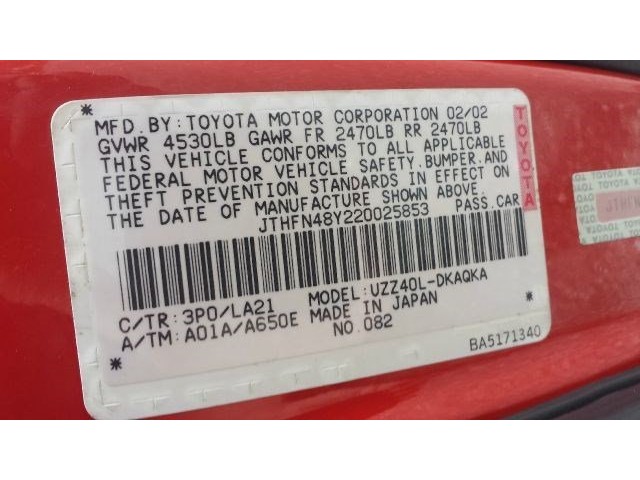 MFD. BY: TOYOTA MOTOR CORPORATION 02/02
GVWR 4530LB GAWR FR 2470LB RR 2470LB
THIS VEHICLE CONFORMS TO ALL APPLICABLE
FEDERAL MOTOR VEHICLE SAFETY, BUMPER, AND
THEFT PREVENTION STANDARDS IN EFFECT ON
THE DATE OF MANUFACTURE SHOWN ABOVE.
JTHFN48Y220025853 PASS. CAR
TOYOTA
C/TR: 3P0/LA21 MODEL: UZZ40L-DKAQKA
A/TM: A01A/A650E MADE IN JAPAN
NO. 082
BA5171340
TOYOTA